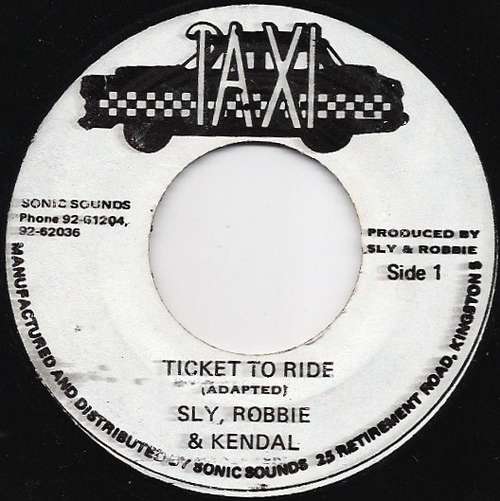 TAXI
SONIC SOUNDS
Phone 92-61204,
92-62036
PRODUCED BY
SLY & ROBBIE
Side 1
TICKET TO RIDE
(ADAPTED)
SLY, ROBBIE
& KENDAL
MANUFACTURED AND DISTRIBUTED BY SONIC SOUNDS 25 RETIREMENT ROAD, KINGSTON 5